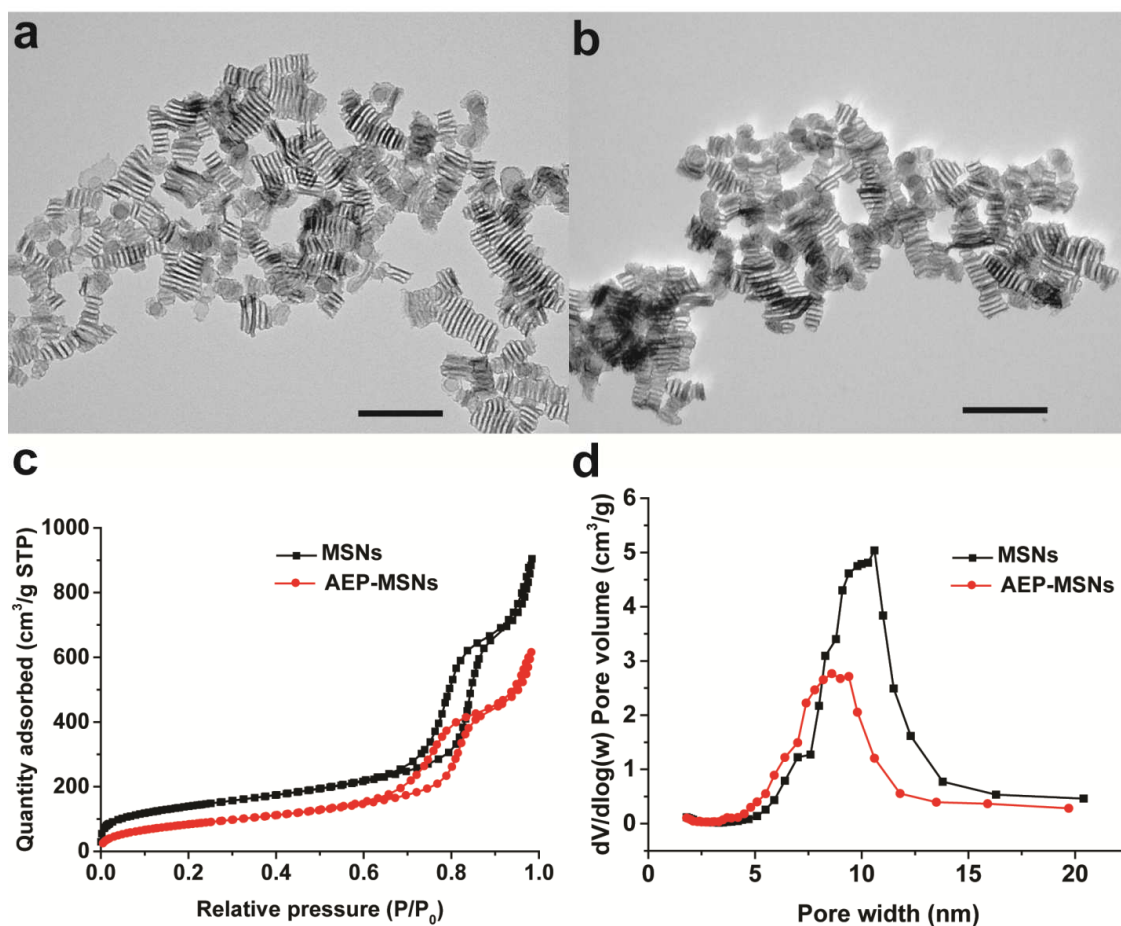 a
b
c
1000
800
600
400
200
0
Quantity adsorbed (cm³/g STP)
MSNs
AEP-MSNs
0.0 0.2 0.4 0.6 0.8 1.0
Relative pressure (P/P₀)
d
6
5
4
3
2
1
0
dV/dlog(w) Pore volume (cm³/g)
MSNs
AEP-MSNs
0 5 10 15 20
Pore width (nm)